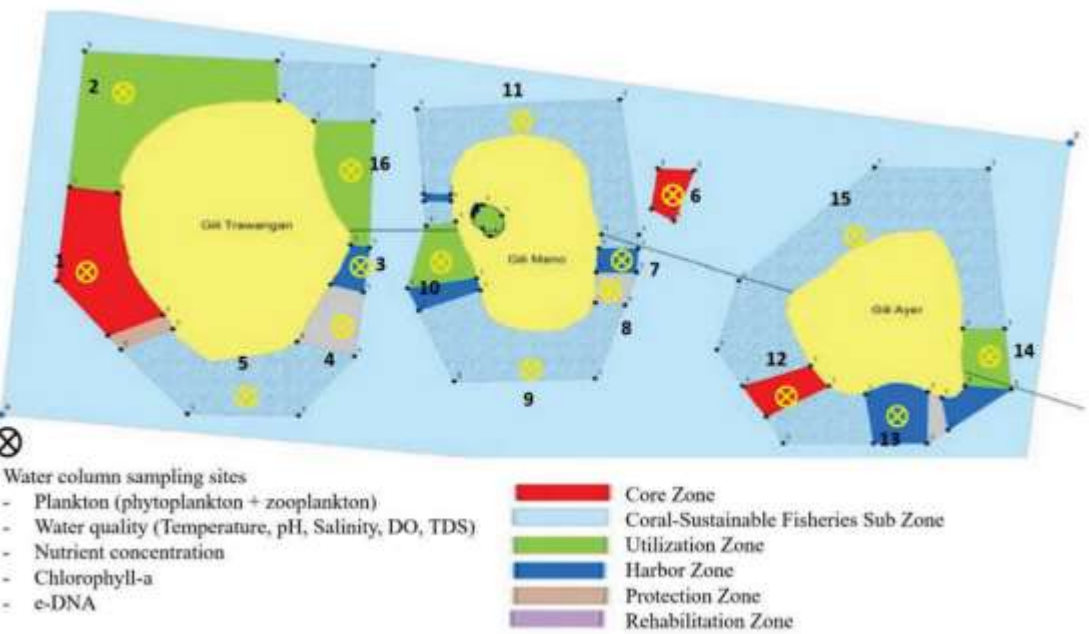 2
11
16
6
15
Gili Trawangan
1
3
Gili Meno
7
10
Gili Ayer
8
4
5
12
14
9
13
Water column sampling sites
- Plankton (phytoplankton + zooplankton)
- Water quality (Temperature, pH, Salinity, DO, TDS)
- Nutrient concentration
- Chlorophyll-a
- e-DNA
Core Zone
Coral-Sustainable Fisheries Sub Zone
Utilization Zone
Harbor Zone
Protection Zone
Rehabilitation Zone